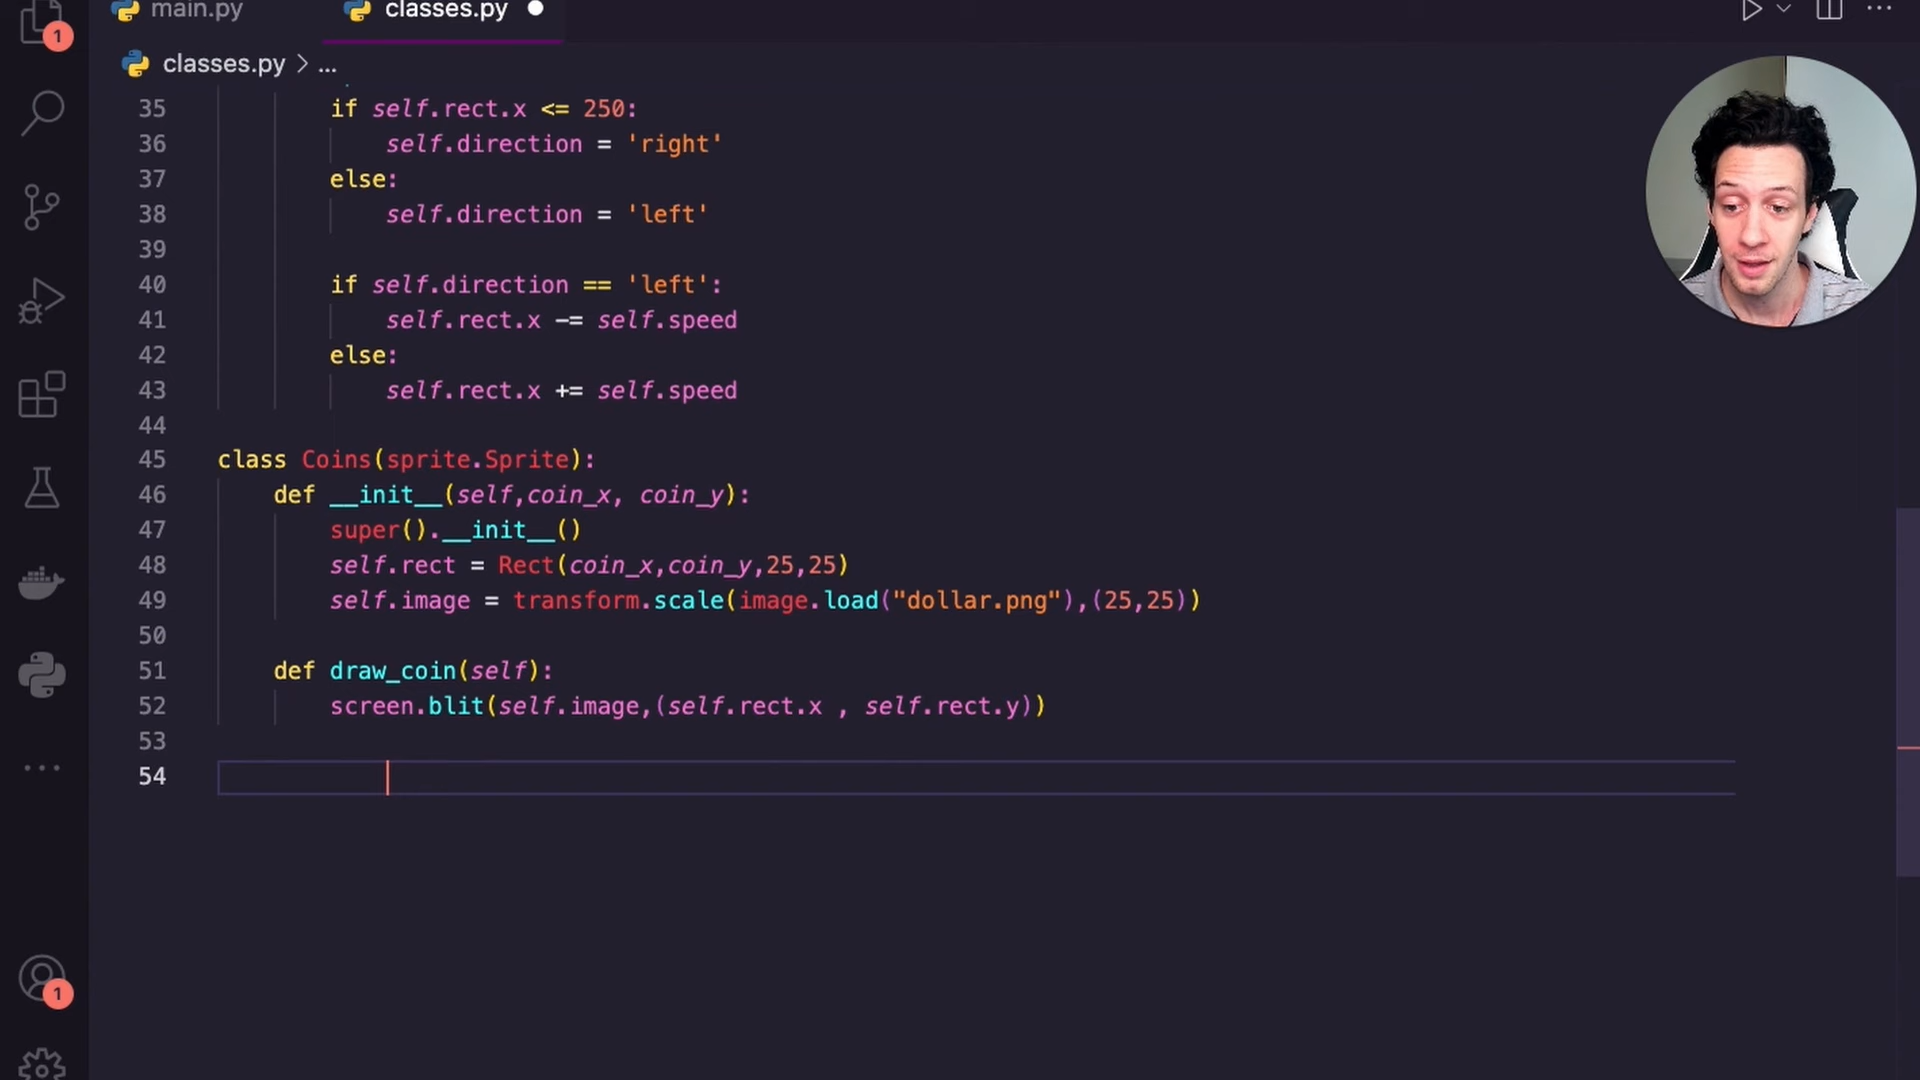 main.py
classes.py
classes.py > ...
1
35 if self.rect.x <= 250:
36 self.direction = 'right'
37 else:
38 self.direction = 'left'
39
40 if self.direction == 'left':
41 self.rect.x -= self.speed
42 else:
43 self.rect.x += self.speed
44
45 class Coins(sprite.Sprite):
46 def __init__(self,coin_x, coin_y):
47 super().__init__()
48 self.rect = Rect(coin_x,coin_y,25,25)
49 self.image = transform.scale(image.load("dollar.png"),(25,25))
50
51 def draw_coin(self):
52 screen.blit(self.image,(self.rect.x , self.rect.y))
53
54
1